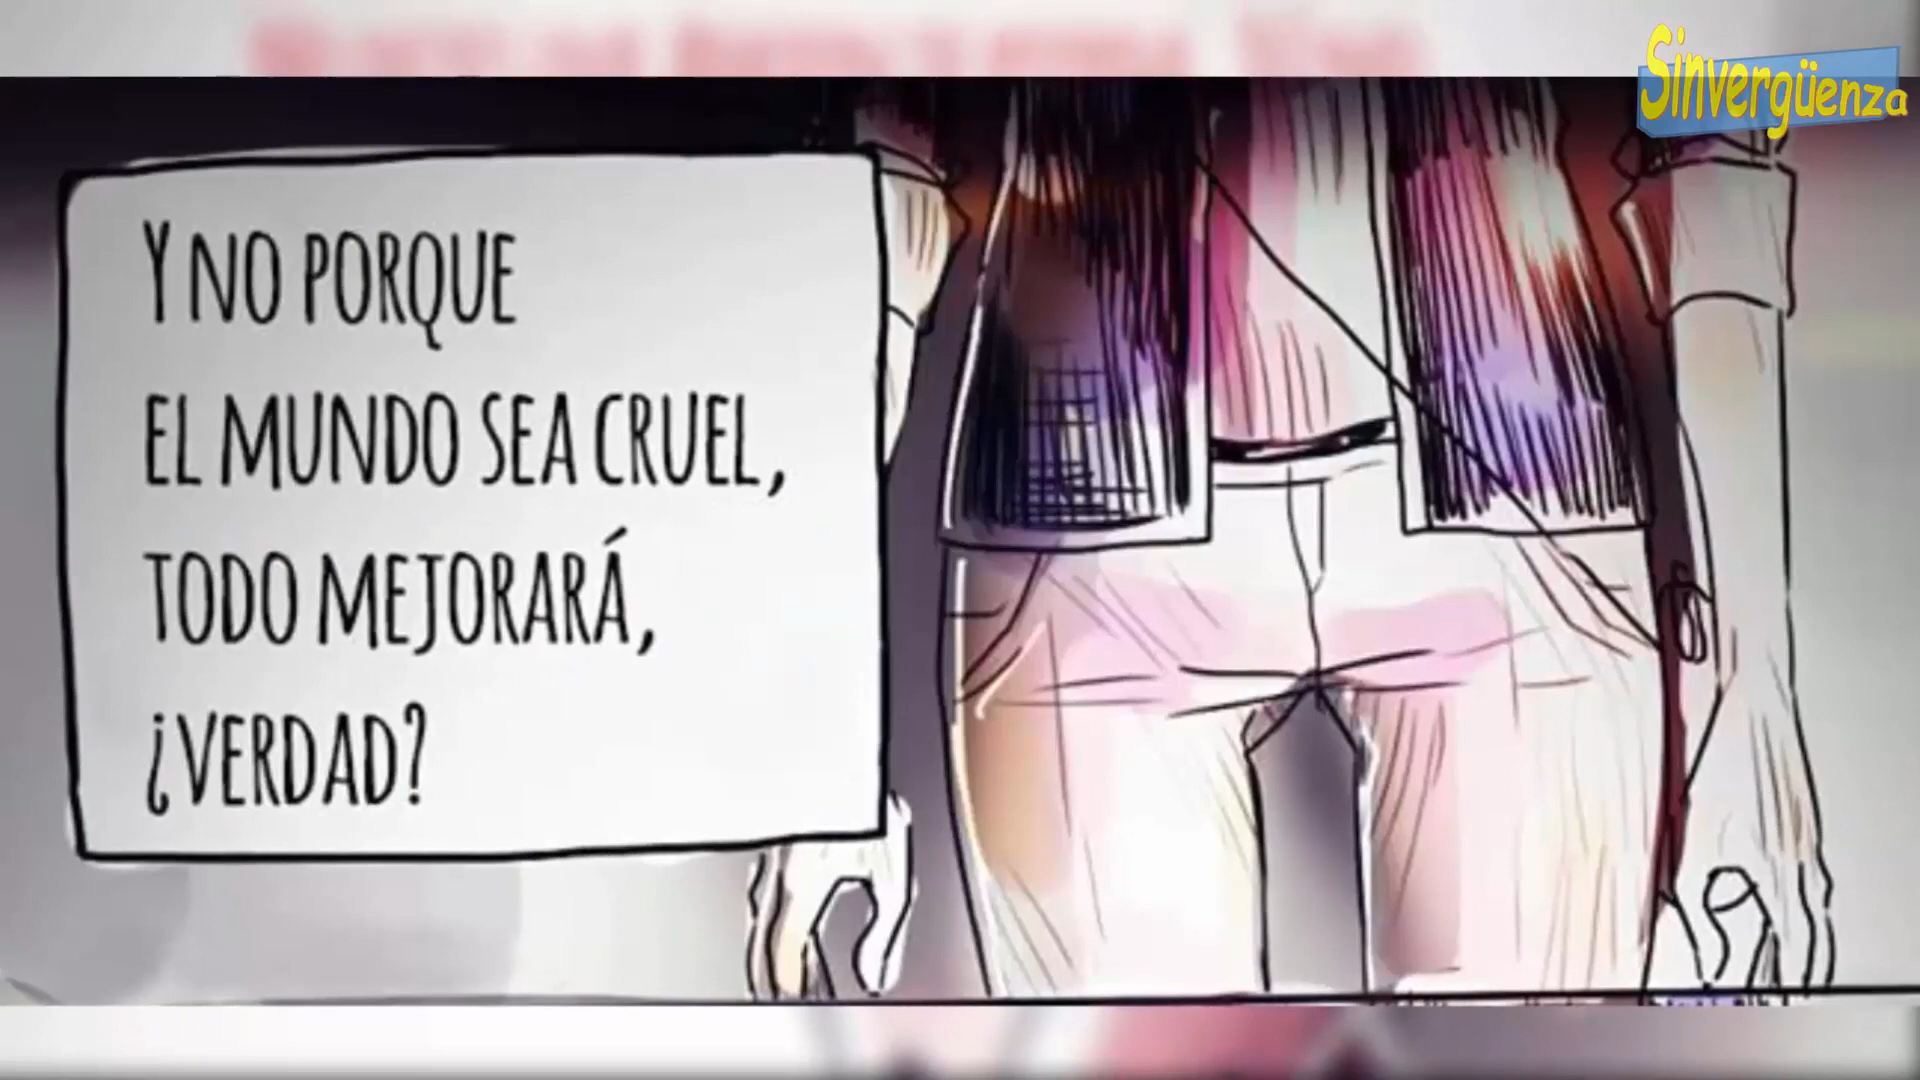 Sinvergüenza
Y NO PORQUE
EL MUNDO SEA CRUEL,
TODO MEJORARÁ,
¿VERDAD?